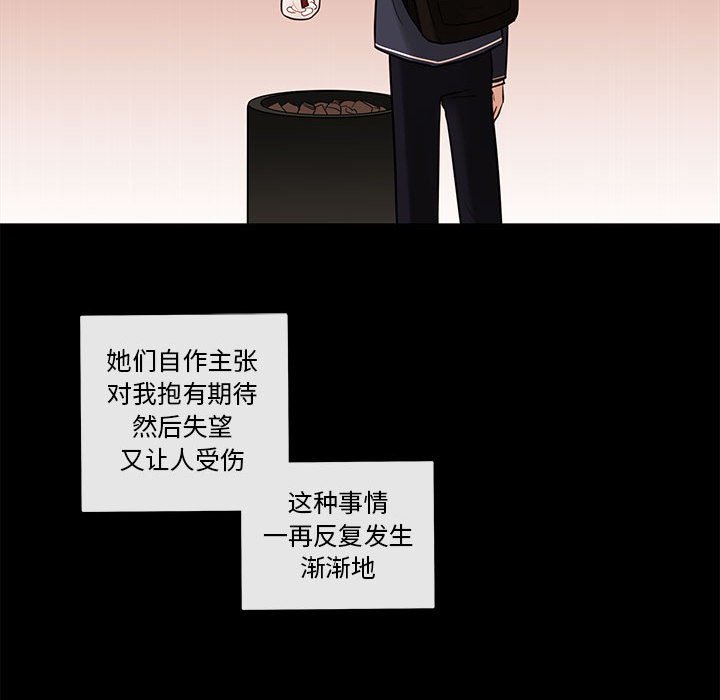 她们自作主张
对我抱有期待
然后失望
又让人受伤
这种事情
一再反复发生
渐渐地